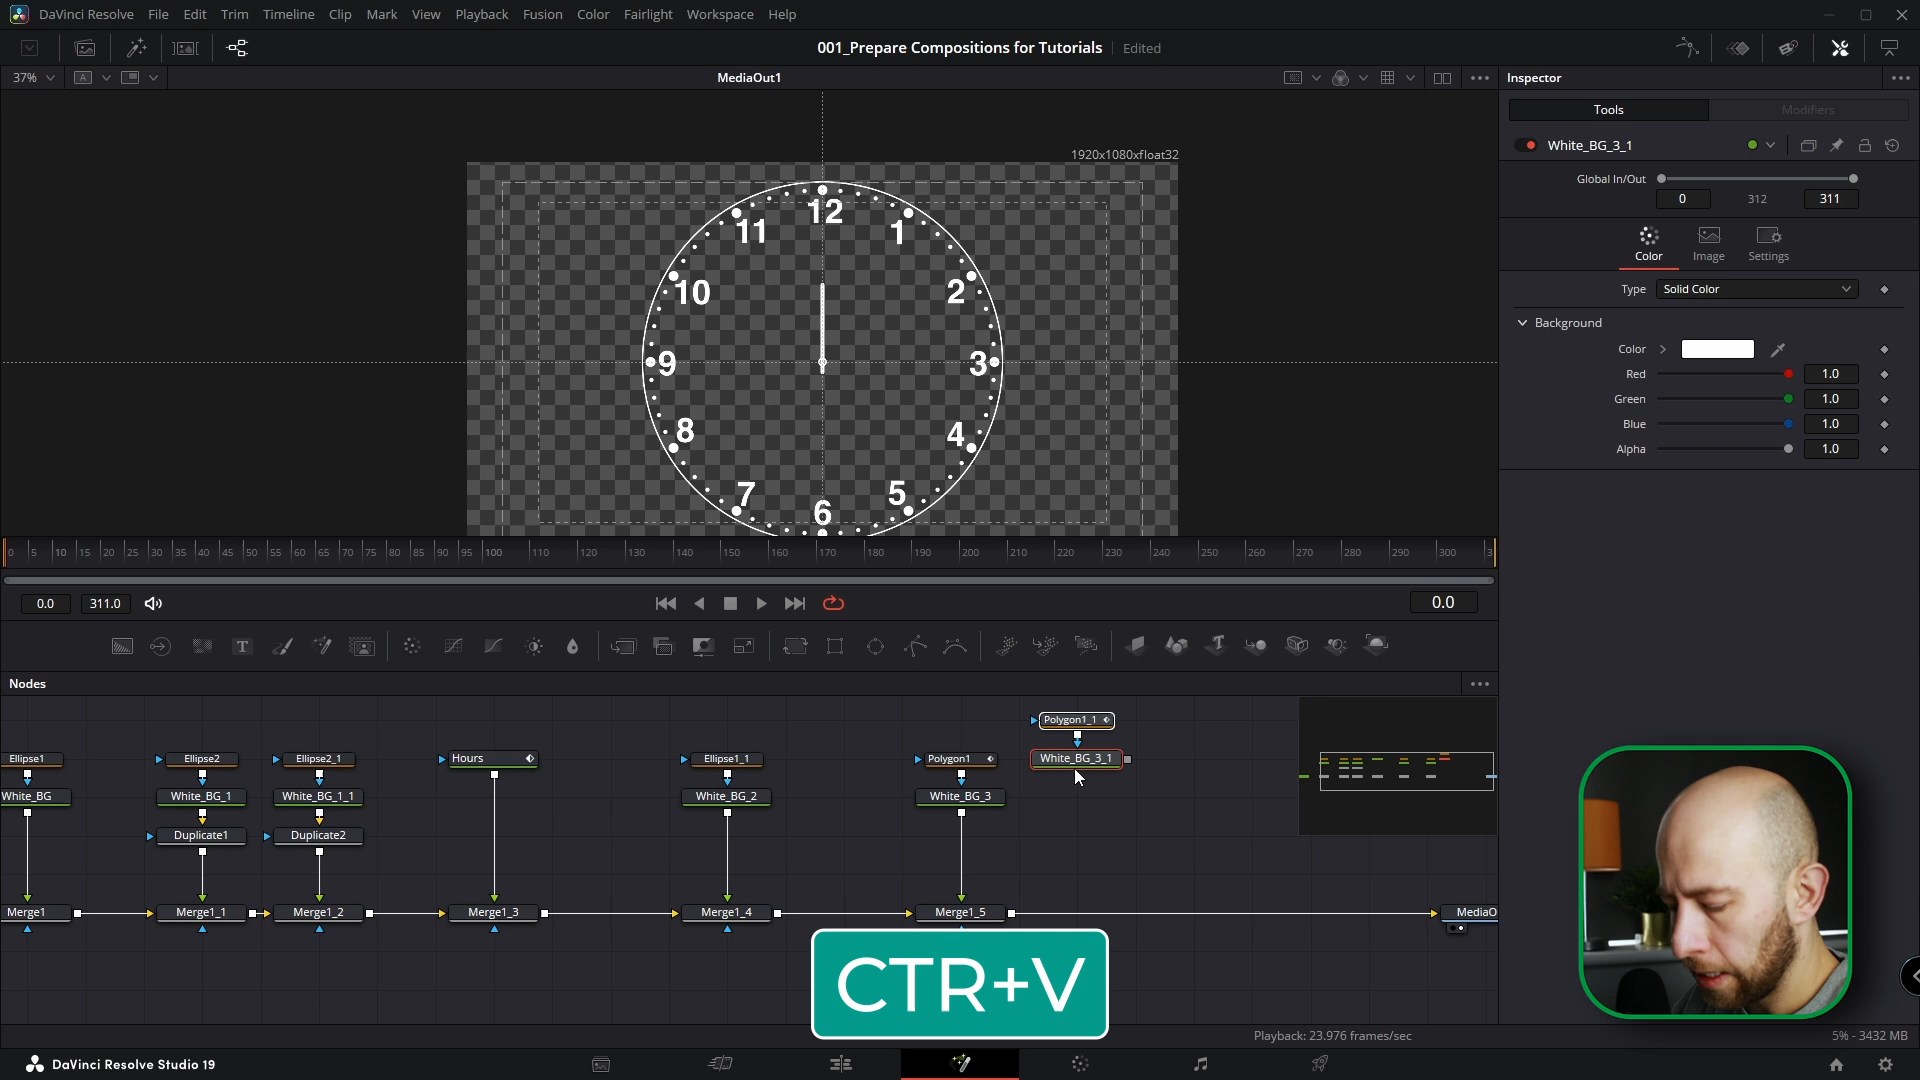 DaVinci Resolve File Edit Trim Timeline Clip Mark View Playback Fusion Color Fairlight Workspace Help
001_Prepare Compositions for Tutorials Edited
37% A MediaOut1 Inspector
Tools Modifiers
White_BG_3_1
1920x1080xfloat32
Global In/Out
0 312 311
12
11 1
10 2
9 3
8 4
7 5
6
Color Image Settings
Type Solid Color
Background
Color
Red 1.0
Green 1.0
Blue 1.0
Alpha 1.0
0 5 10 15 20 25 30 35 40 45 50 55 60 65 70 75 80 85 90 95 100 110 120 130 140 150 160 170 180 190 200 210 220 230 240 250 260 270 280 290 300 3
0.0 311.0 0.0
Nodes
Polygon1_1
Ellipse1 Ellipse2 Ellipse2_1 Hours Ellipse1_1 Polygon1 White_BG_3_1
White_BG White_BG_1 White_BG_1_1 White_BG_2 White_BG_3
Duplicate1 Duplicate2
Merge1 Merge1_1 Merge1_2 Merge1_3 Merge1_4 Merge1_5 MediaO
CTR+V
Playback: 23.976 frames/sec 5% - 3432 MB
DaVinci Resolve Studio 19